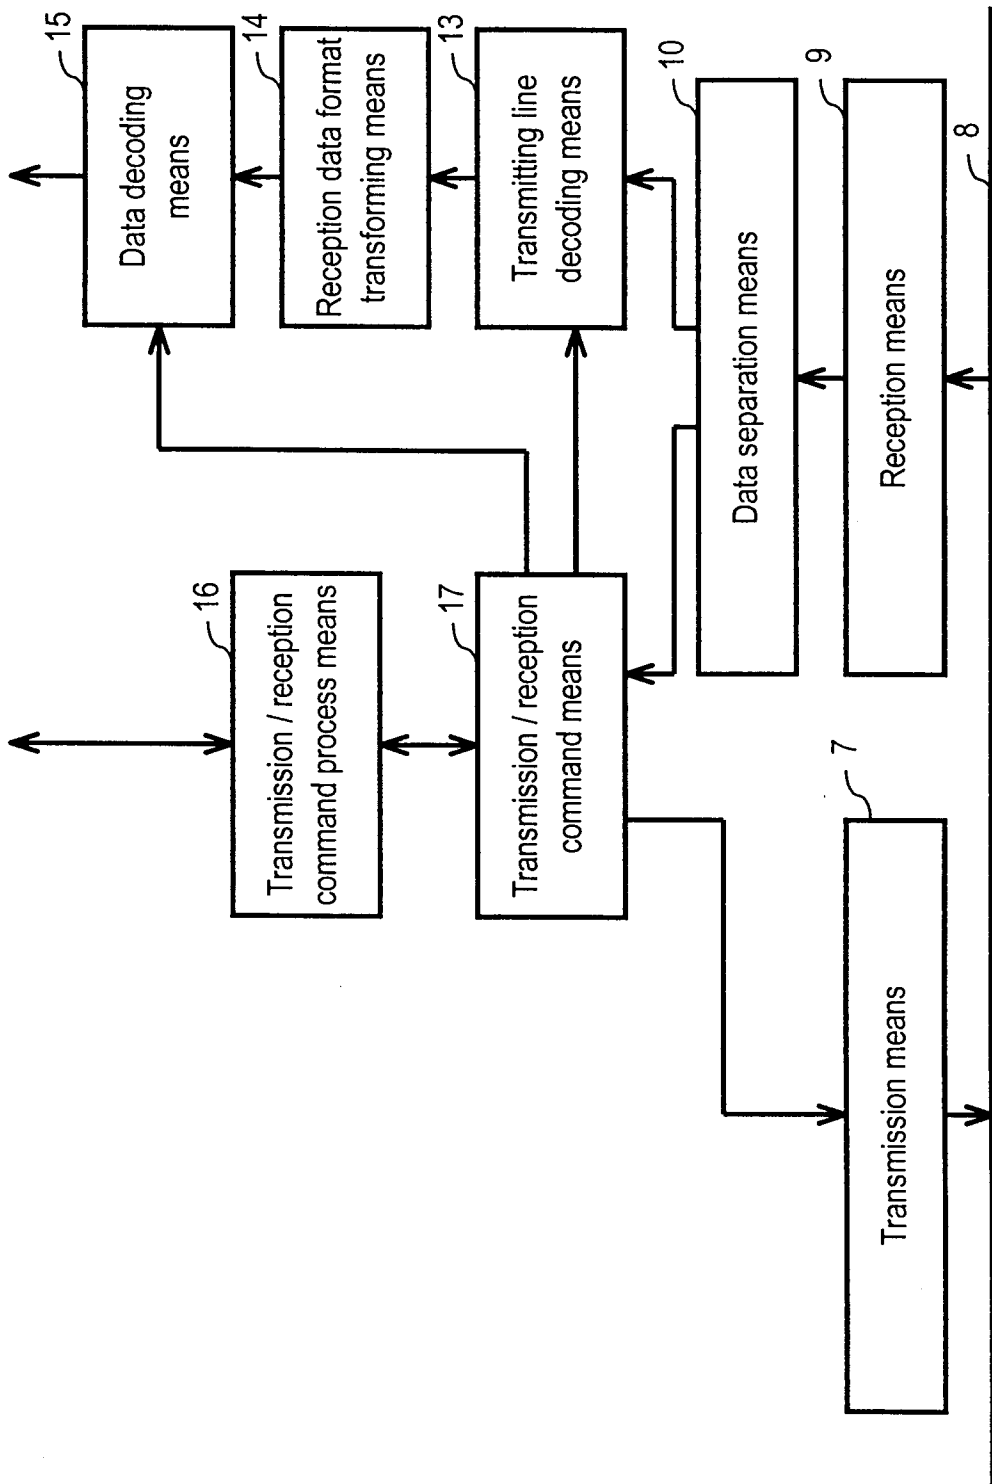 15
Data decoding
means
14
Reception data format
transforming means
13
Transmitting line
decoding means
10
Data separation means
9
Reception means
8
16
Transmission / reception
command process means
17
Transmission / reception
command means
7
Transmission means